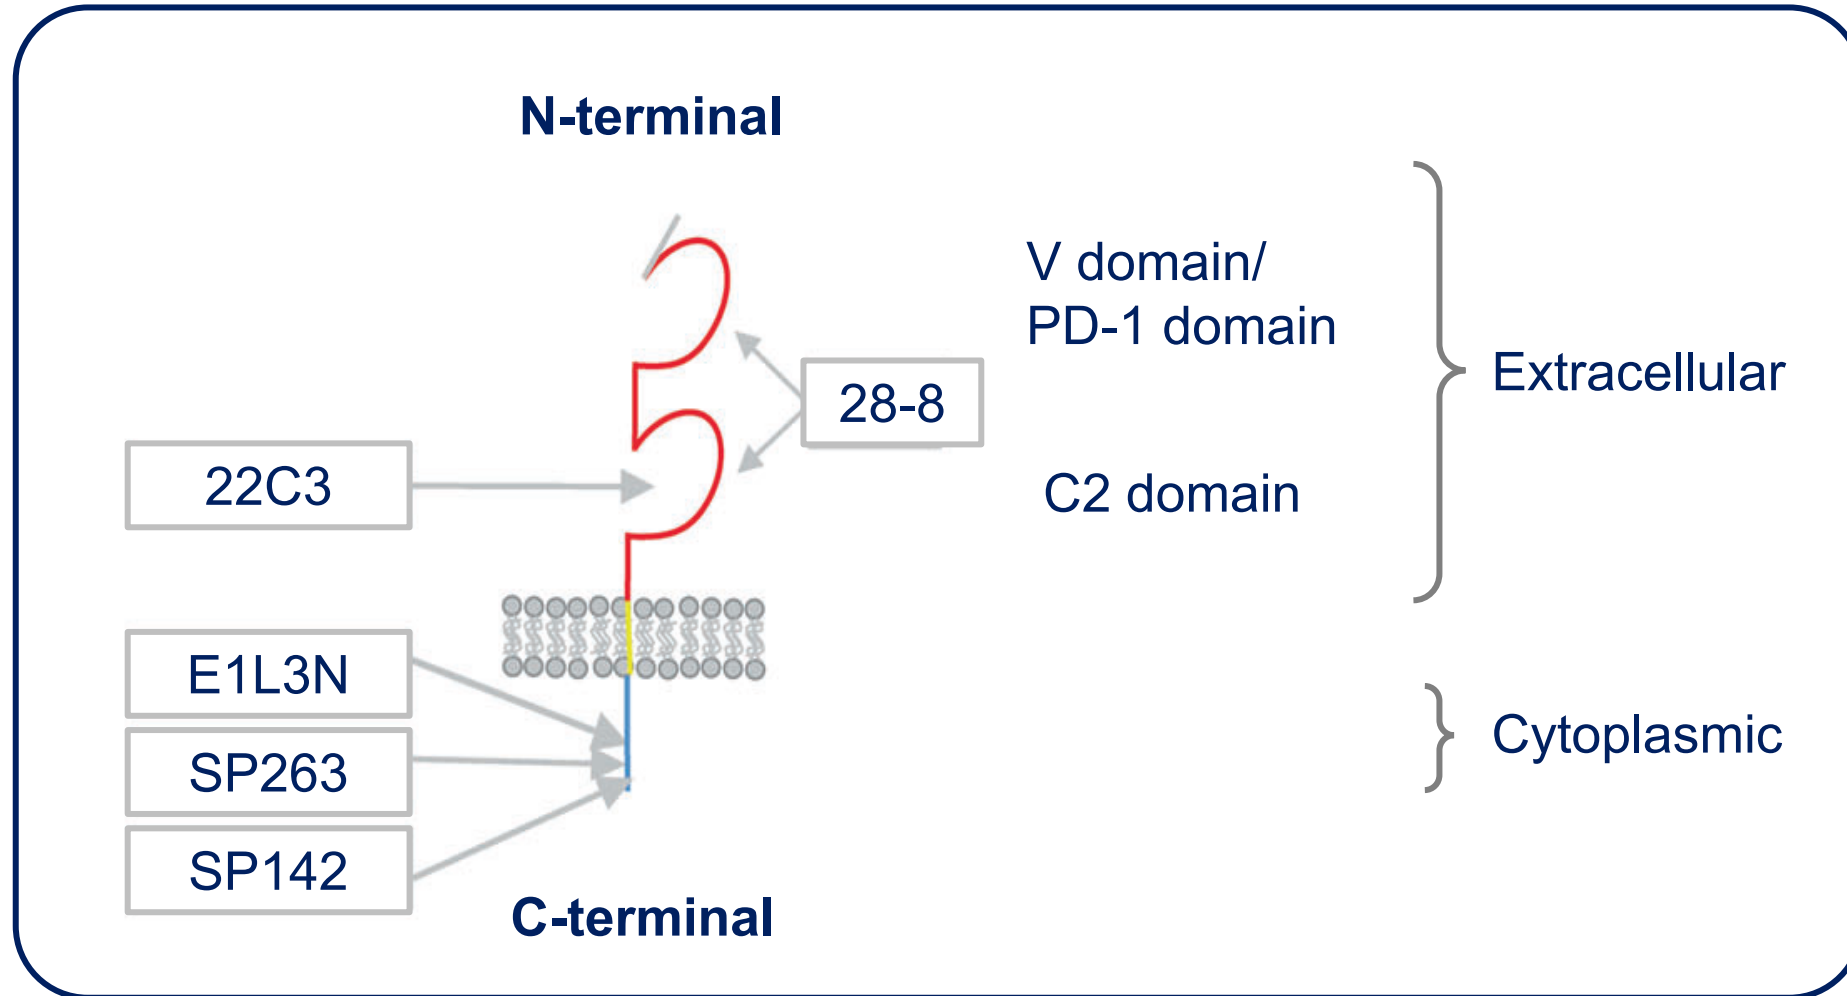 N-terminal
V domain/
PD-1 domain
Extracellular
28-8
22C3
C2 domain
E1L3N
SP263
Cytoplasmic
SP142
C-terminal